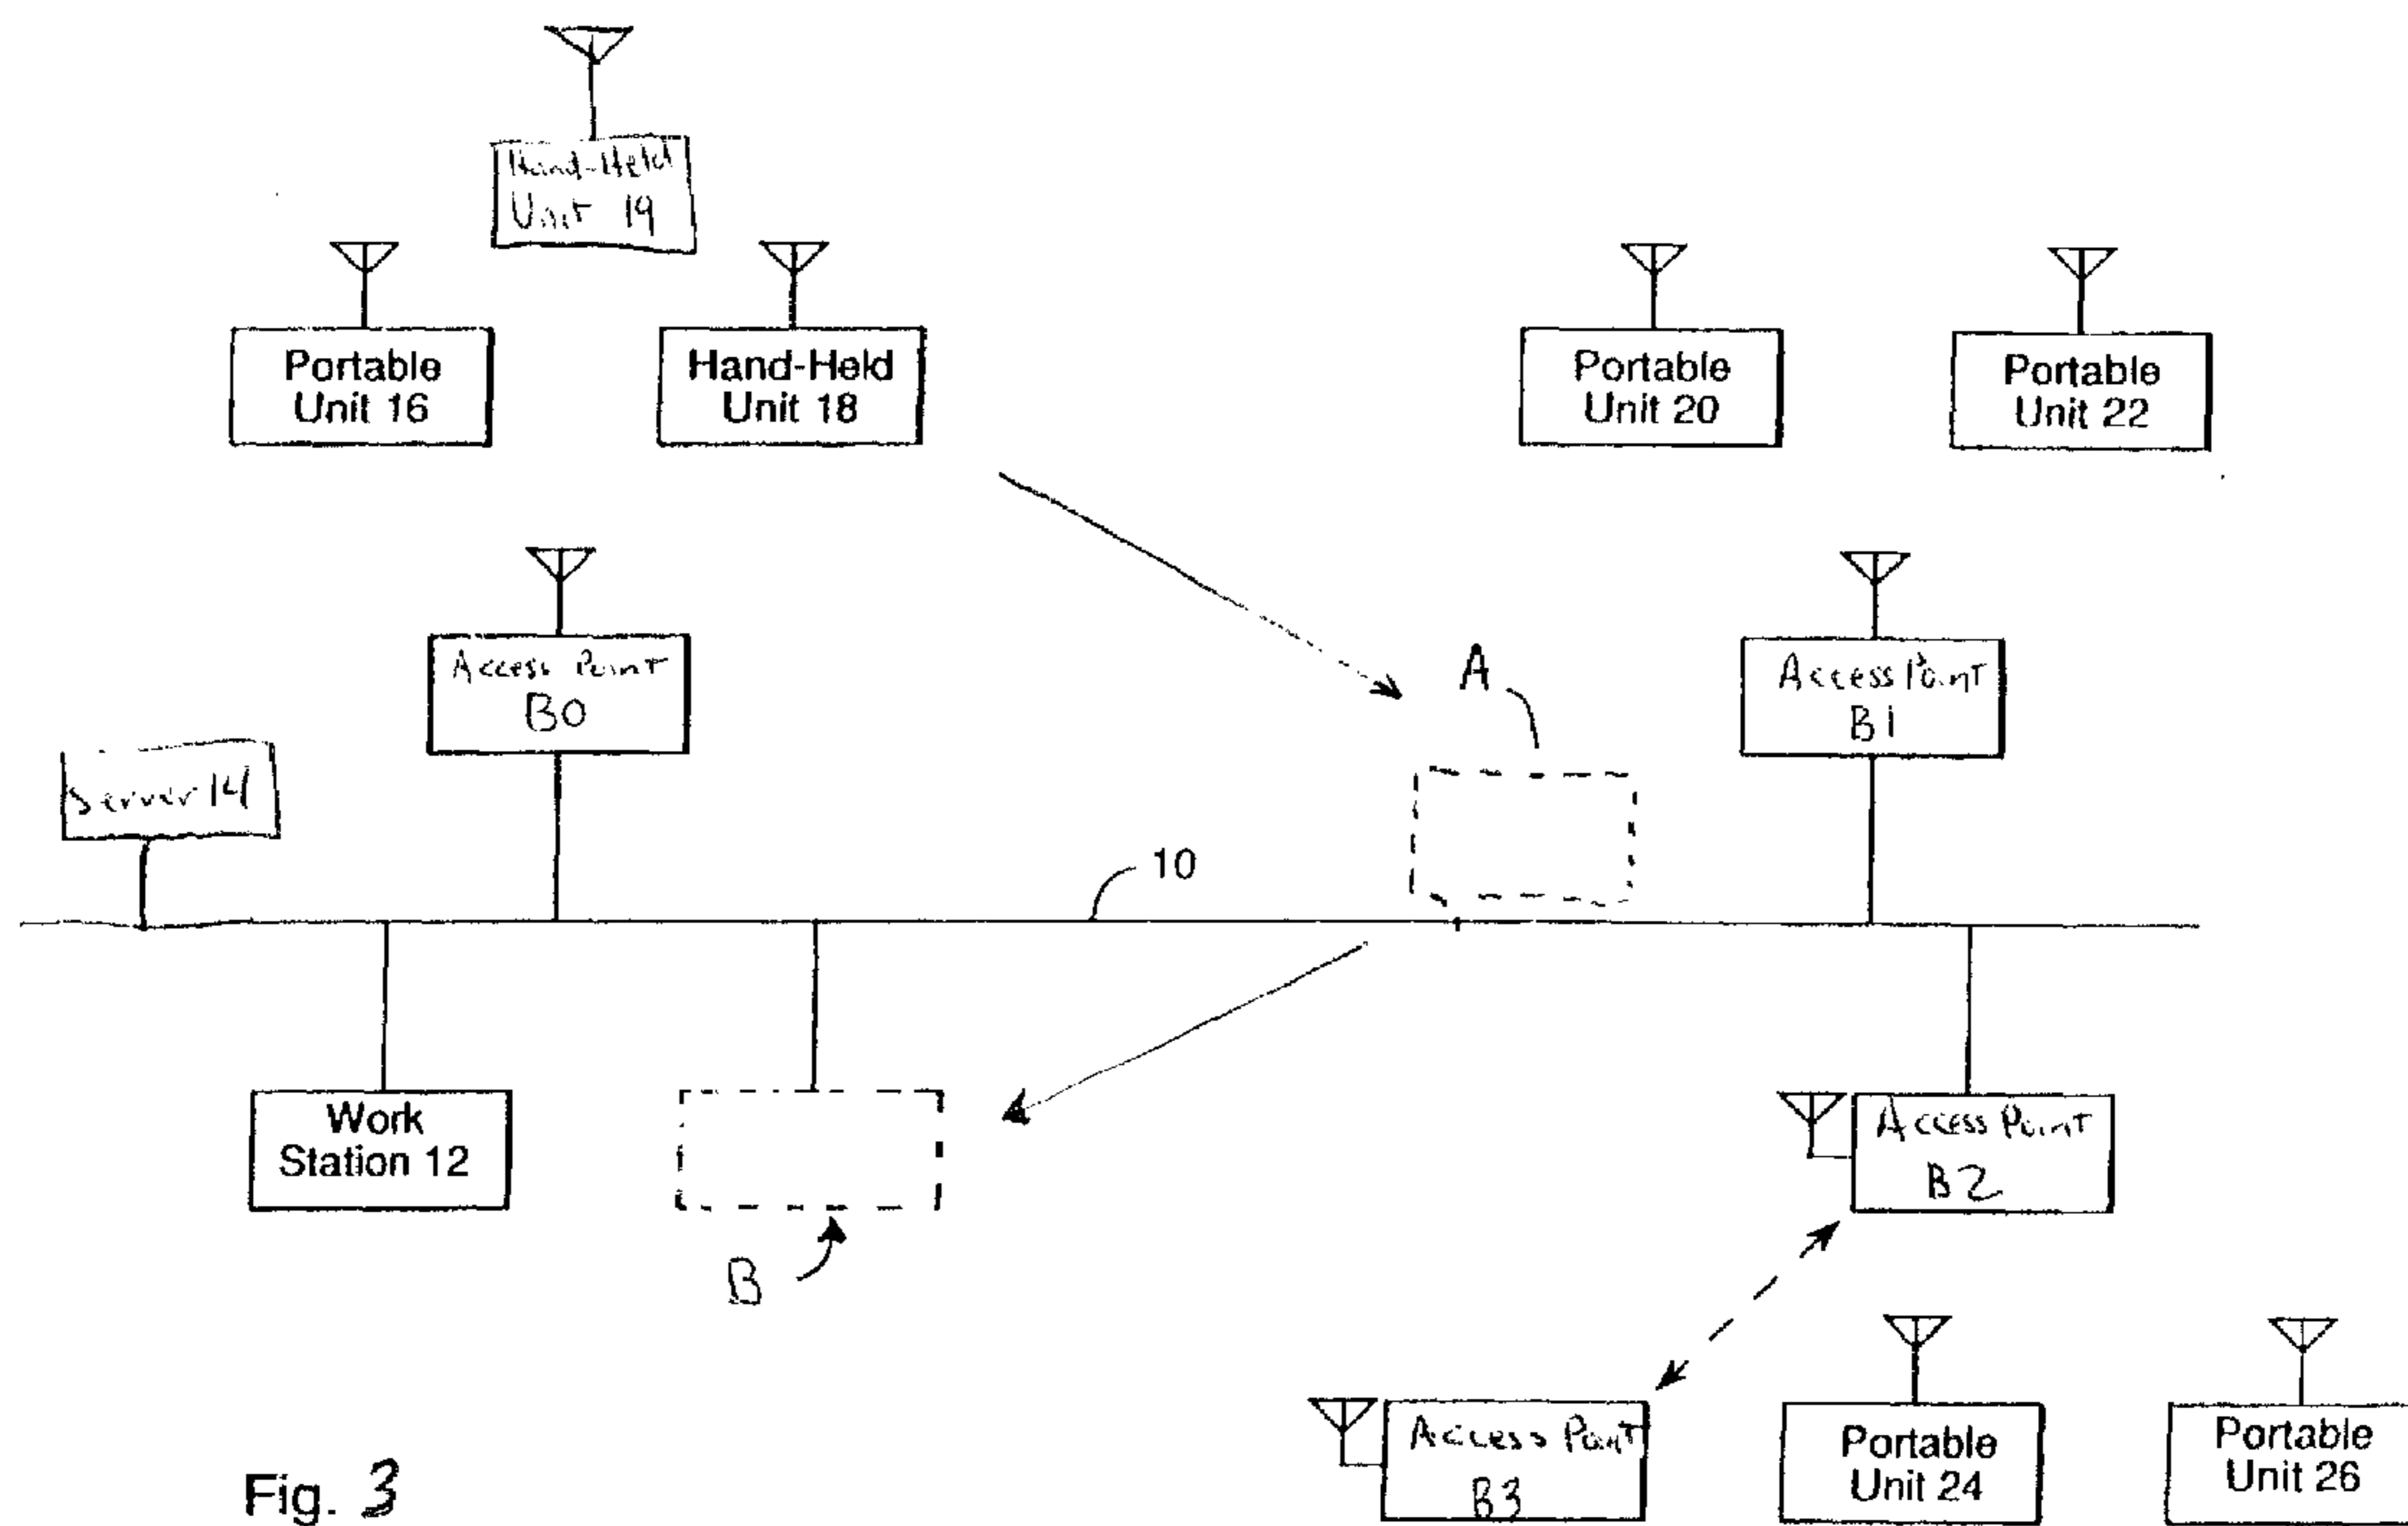 Hand-Held
Unit 19
Portable
Unit 16
Hand-Held
Unit 18
Portable
Unit 20
Portable
Unit 22
Access Point
B0
A
Access Point
B1
Server 14
10
Work
Station 12
B
Access Point
B2
Access Point
B3
Portable
Unit 24
Portable
Unit 26
Fig. 3